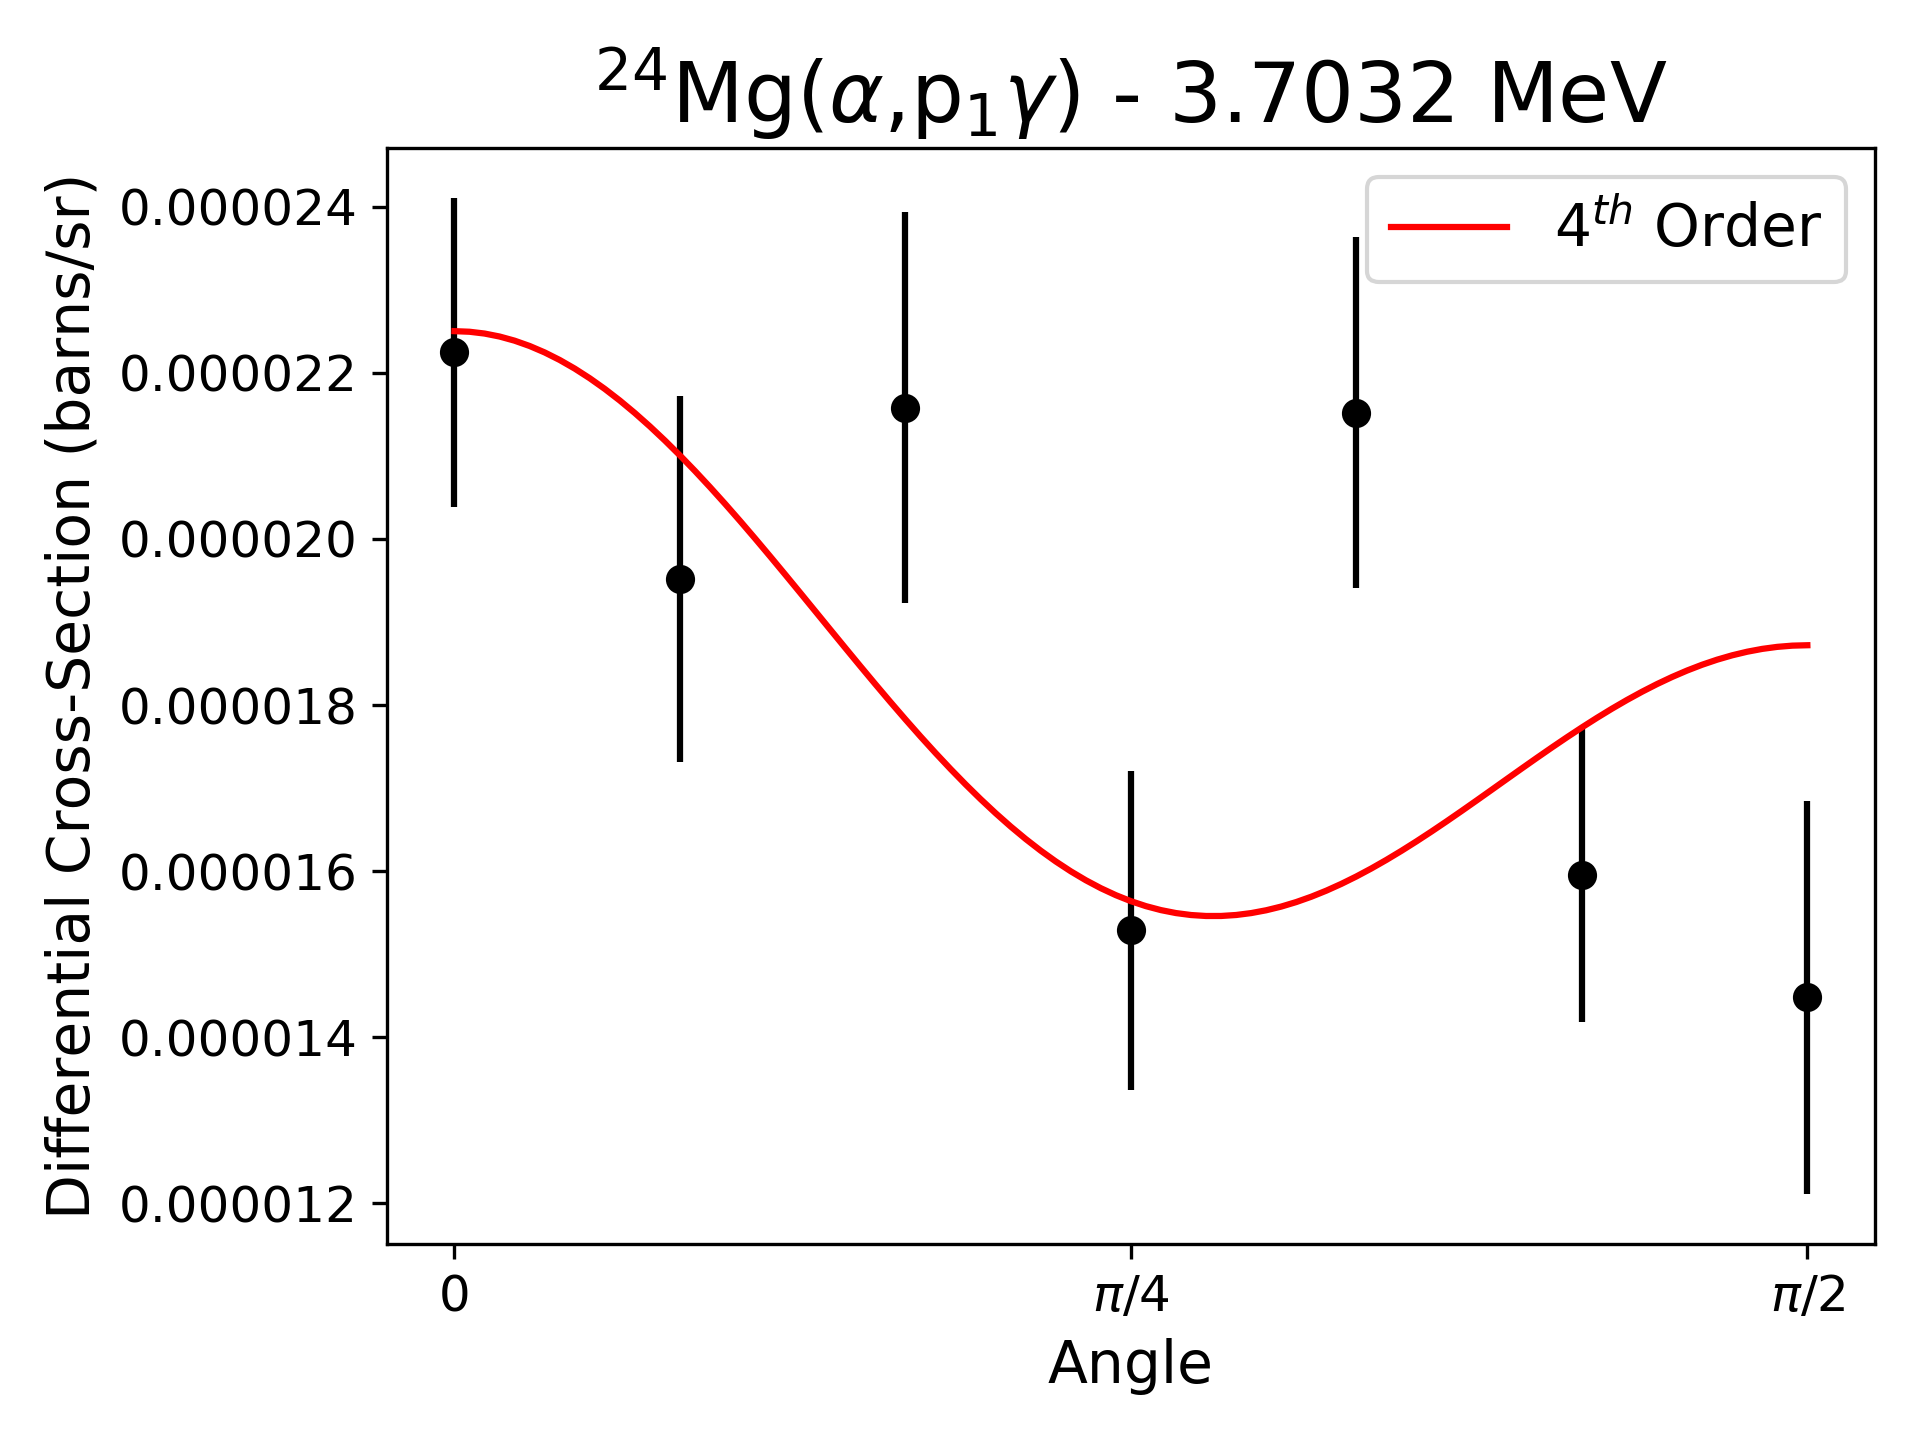 ²⁴Mg(α,p₁γ) - 3.7032 MeV
4ᵗʰ Order
Differential Cross-Section (barns/sr)
0.000024
0.000022
0.000020
0.000018
0.000016
0.000014
0.000012
0 π/4 π/2
Angle